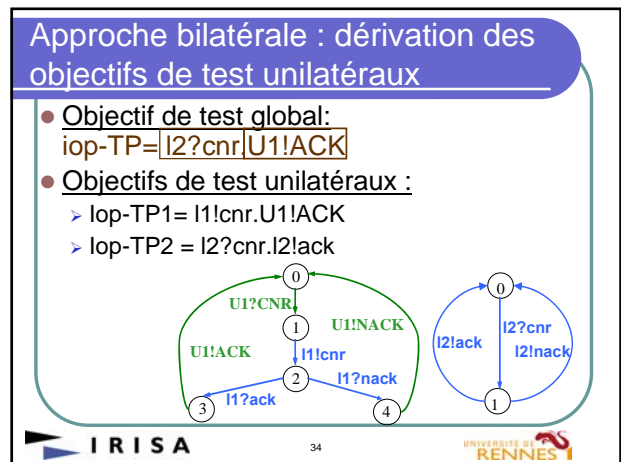 Approche bilatérale : dérivation des
objectifs de test unilatéraux
Objectif de test global:
iop-TP= l2?cnr.U1!ACK
Objectifs de test unilatéraux :
Iop-TP1= l1!cnr.U1!ACK
Iop-TP2 = l2?cnr.l2!ack
0
U1?CNR
1
U1!NACK
U1!ACK
l1!cnr
2
l1?ack
l1?nack
3
4
0
l2?cnr
l2!ack
l2!nack
1
IRISA
34
UNIVERSITÉ DE
RENNES 1